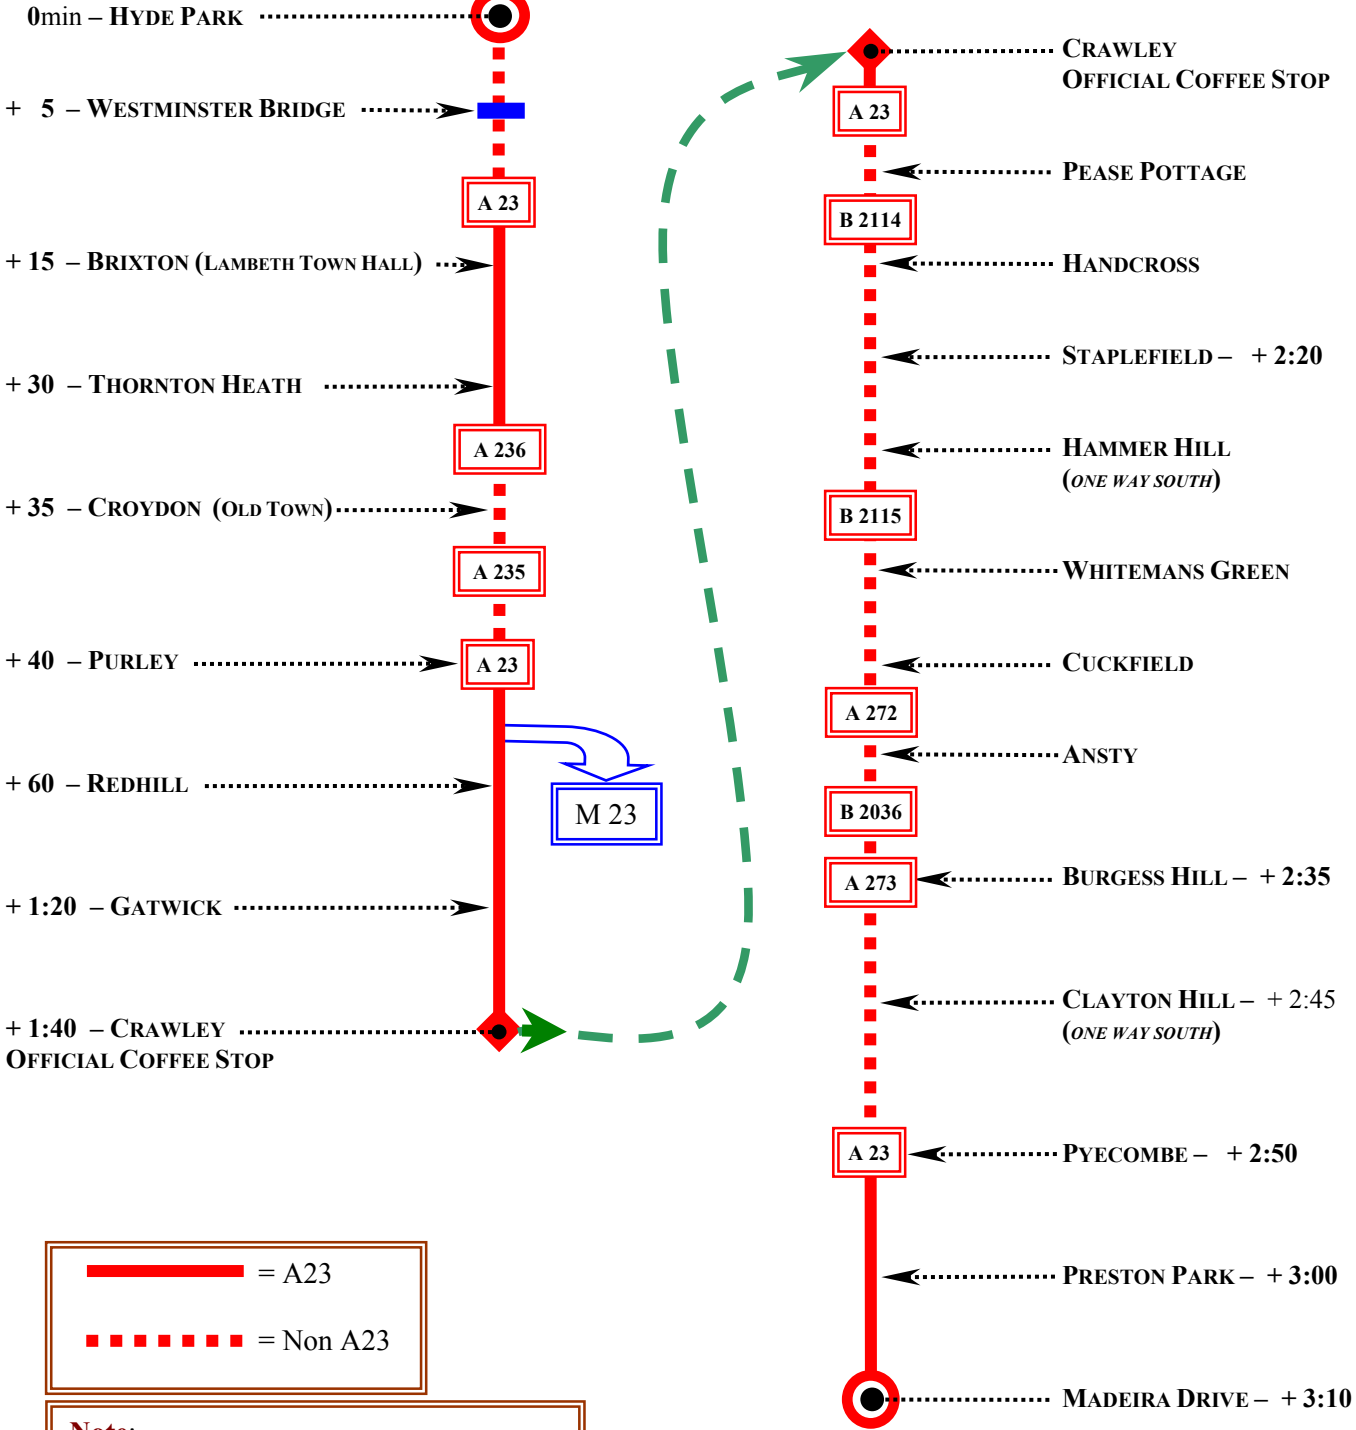 0min – HYDE PARK
+ 5 – WESTMINSTER BRIDGE
A 23
+ 15 – BRIXTON (LAMBETH TOWN HALL)
+ 30 – THORNTON HEATH
A 236
+ 35 – CROYDON (OLD TOWN)
A 235
+ 40 – PURLEY
A 23
+ 60 – REDHILL
M 23
+ 1:20 – GATWICK
+ 1:40 – CRAWLEY
OFFICIAL COFFEE STOP
CRAWLEY
OFFICIAL COFFEE STOP
A 23
PEASE POTTAGE
B 2114
HANDCROSS
STAPLEFIELD – + 2:20
HAMMER HILL
(ONE WAY SOUTH)
B 2115
WHITEMANS GREEN
CUCKFIELD
A 272
ANSTY
B 2036
A 273
BURGESS HILL – + 2:35
CLAYTON HILL – + 2:45
(ONE WAY SOUTH)
A 23
PYECOMBE – + 2:50
PRESTON PARK – + 3:00
MADEIRA DRIVE – + 3:10
= A23
= Non A23
Note: